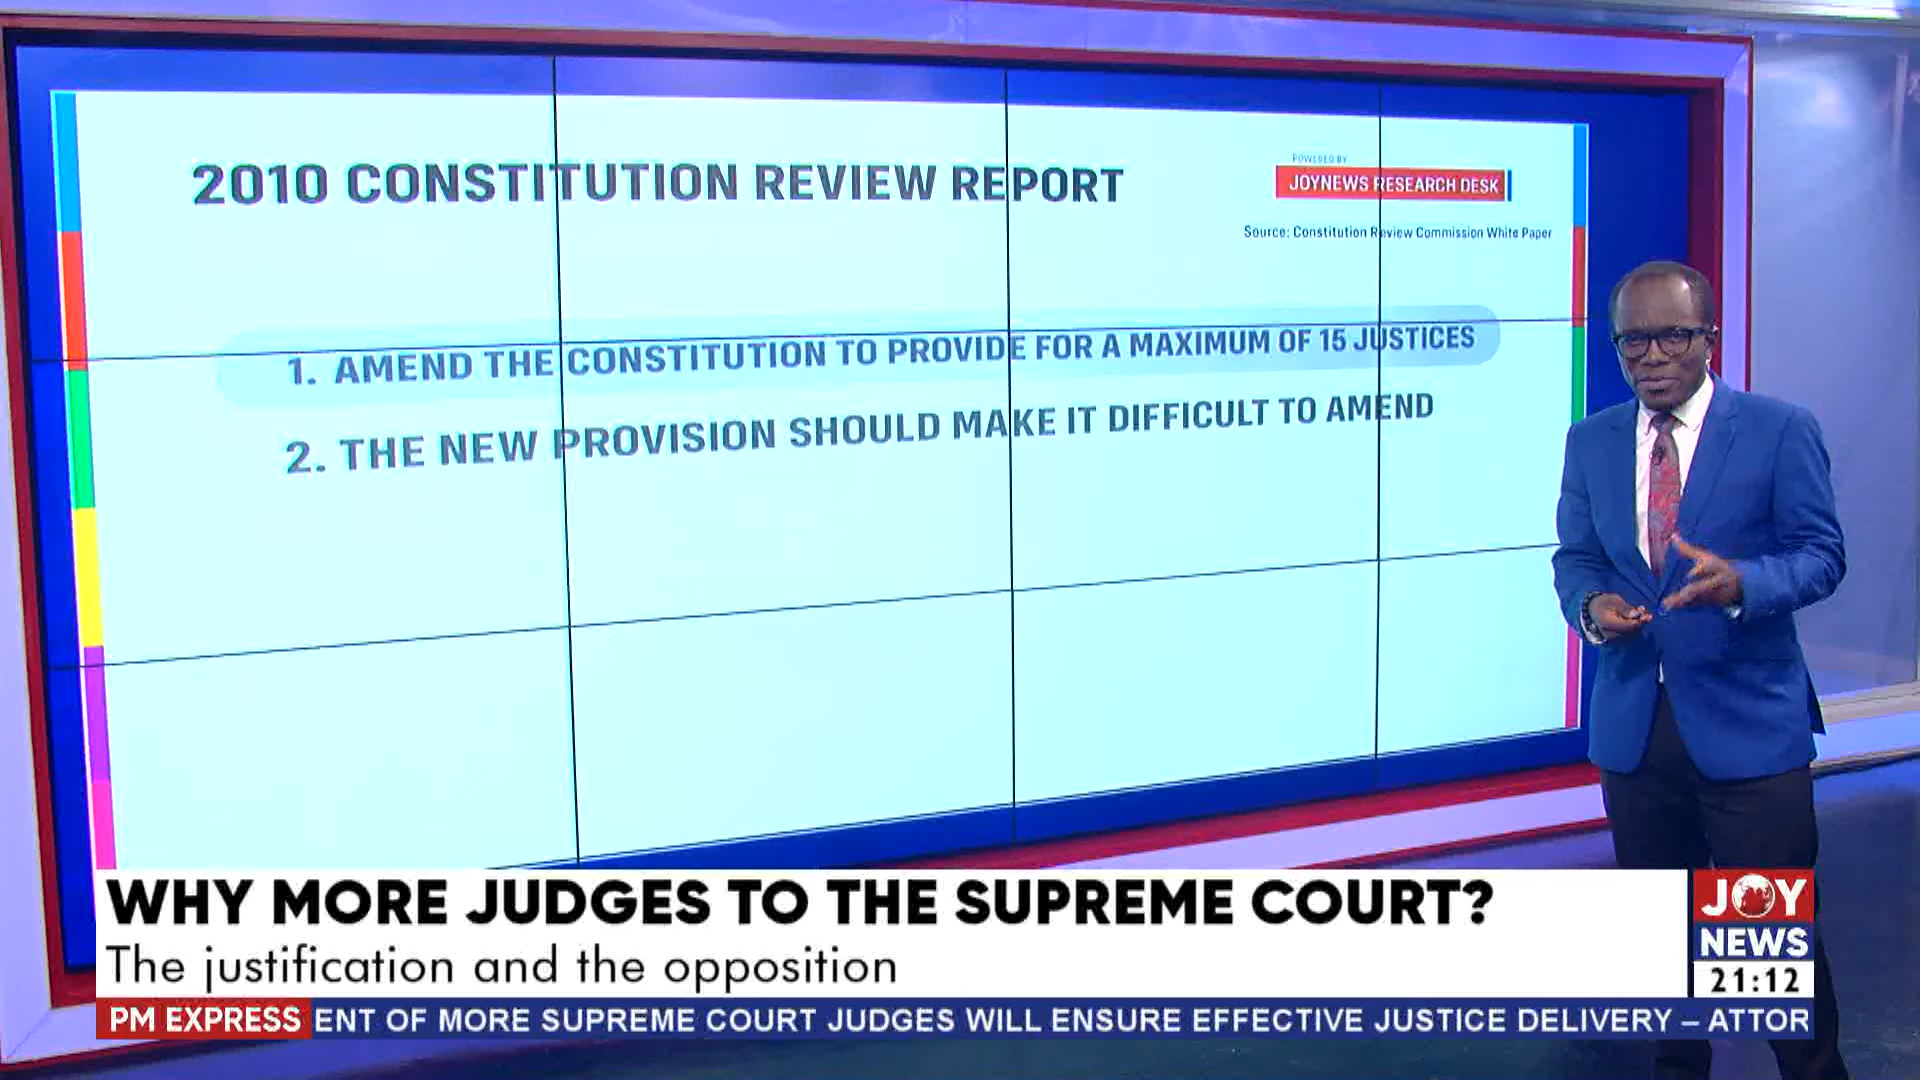 2010 CONSTITUTION REVIEW REPORT
POWERED BY
JOYNEWS RESEARCH DESK
Source: Constitution Review Commission White Paper
1. AMEND THE CONSTITUTION TO PROVIDE FOR A MAXIMUM OF 15 JUSTICES
2. THE NEW PROVISION SHOULD MAKE IT DIFFICULT TO AMEND
WHY MORE JUDGES TO THE SUPREME COURT?
The justification and the opposition
JOY
NEWS
21:12
PM EXPRESS ENT OF MORE SUPREME COURT JUDGES WILL ENSURE EFFECTIVE JUSTICE DELIVERY – ATTOR